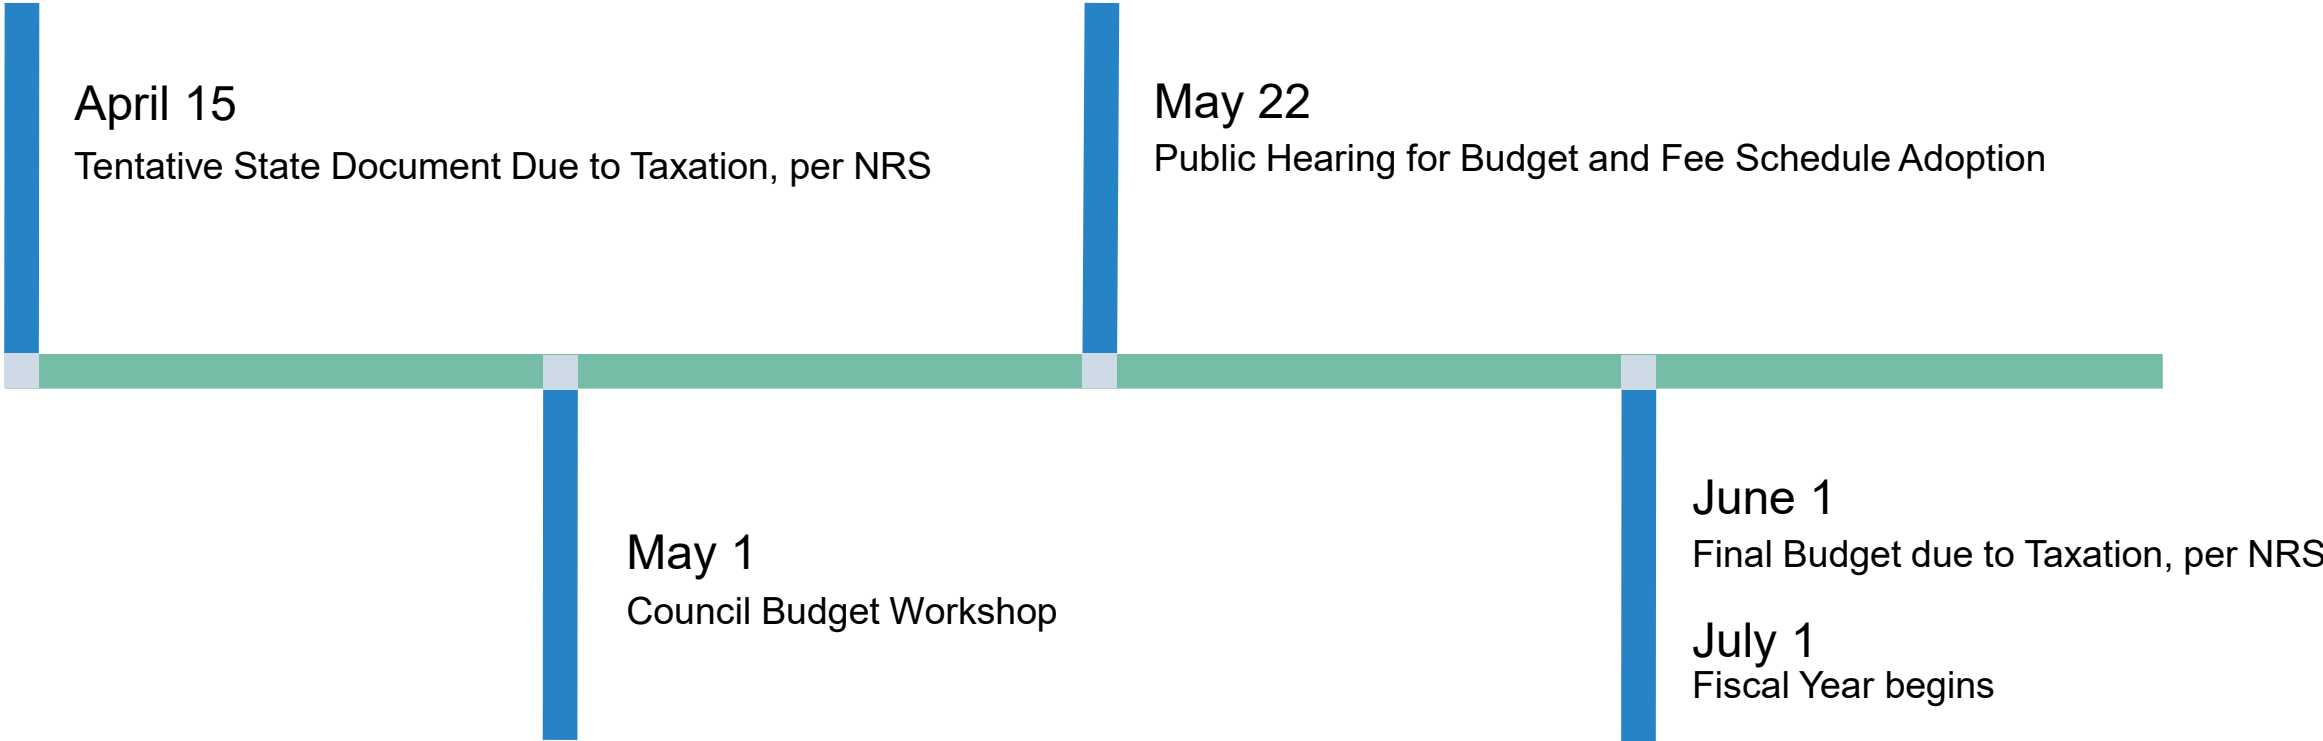 April 15
Tentative State Document Due to Taxation, per NRS
May 1
Council Budget Workshop
May 22
Public Hearing for Budget and Fee Schedule Adoption
June 1
Final Budget due to Taxation, per NRS
July 1
Fiscal Year begins